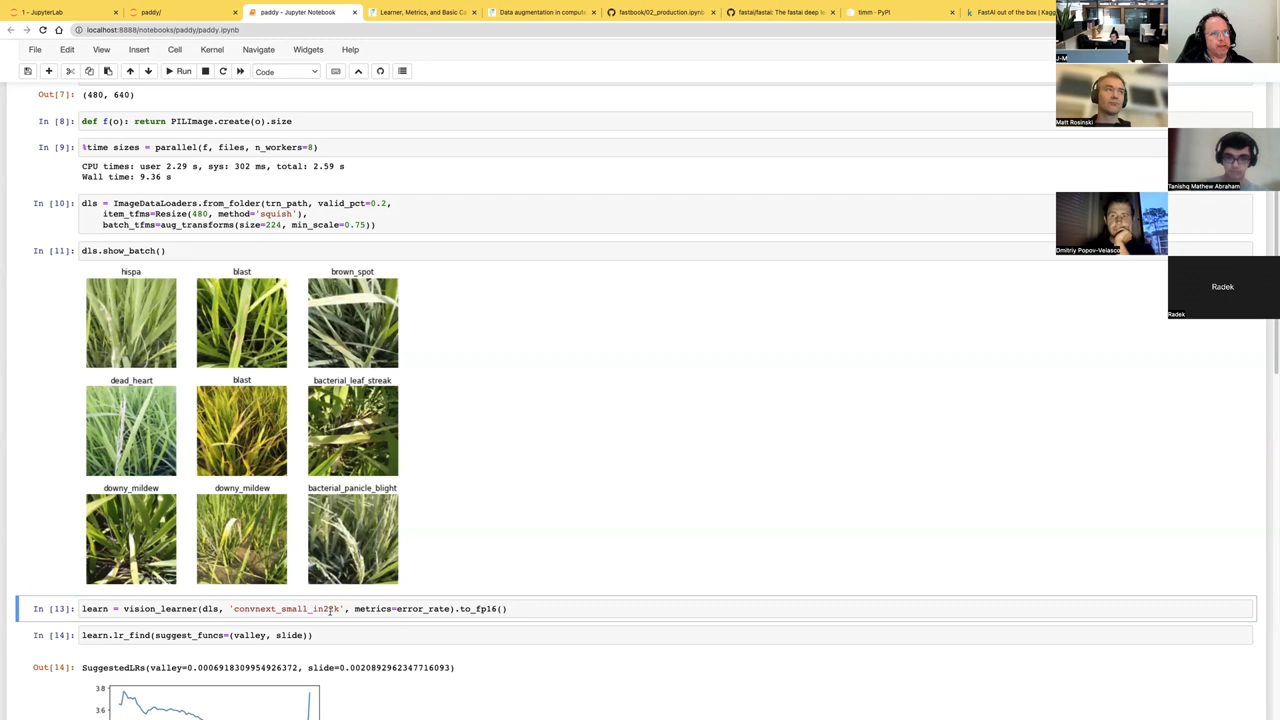 1 - JupyterLab
paddy/
paddy - Jupyter Notebook
Learner, Metrics, and Basic Co
Data augmentation in compute
fastbook/02_production.ipynb
fastai/fastai: The fastai deep le
timm · PyPI
FastAI out of the box | Kagg
localhost:8888/notebooks/paddy/paddy.ipynb
File Edit View Insert Cell Kernel Navigate Widgets Help
Run Code
Out[7]: (480, 640)
In [8]: def f(o): return PILImage.create(o).size
In [9]: %time sizes = parallel(f, files, n_workers=8)
CPU times: user 2.29 s, sys: 302 ms, total: 2.59 s
Wall time: 9.36 s
In [10]: dls = ImageDataLoaders.from_folder(trn_path, valid_pct=0.2,
item_tfms=Resize(480, method='squish'),
batch_tfms=aug_transforms(size=224, min_scale=0.75))
In [11]: dls.show_batch()
hispa blast brown_spot
dead_heart blast bacterial_leaf_streak
downy_mildew downy_mildew bacterial_panicle_blight
In [13]: learn = vision_learner(dls, 'convnext_small_in22k', metrics=error_rate).to_fp16()
In [14]: learn.lr_find(suggest_funcs=(valley, slide))
Out[14]: SuggestedLRs(valley=0.0006918309954926372, slide=0.0020892962347716093)
3.8
3.6
J-M
Matt Rosinski
Tanishq Mathew Abraham
Dmitriy Popov-Velasco
Radek
Radek